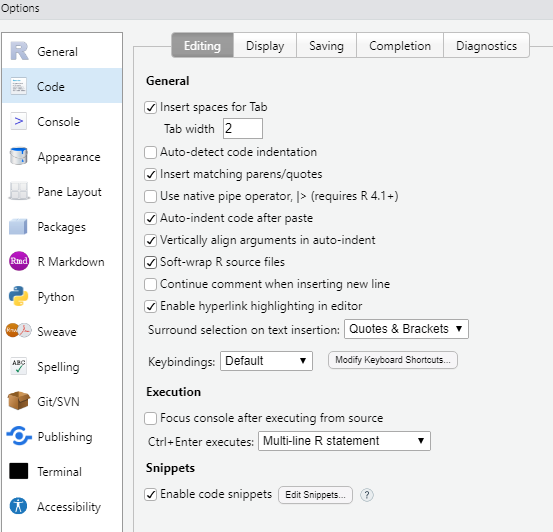 Options
General
Code
Console
Appearance
Pane Layout
Packages
Rmd R Markdown
Python
Sweave
ABC Spelling
Git/SVN
Publishing
Terminal
Accessibility
Editing Display Saving Completion Diagnostics
General
Insert spaces for Tab
Tab width 2
Auto-detect code indentation
Insert matching parens/quotes
Use native pipe operator, |> (requires R 4.1+)
Auto-indent code after paste
Vertically align arguments in auto-indent
Soft-wrap R source files
Continue comment when inserting new line
Enable hyperlink highlighting in editor
Surround selection on text insertion: Quotes & Brackets
Keybindings: Default Modify Keyboard Shortcuts...
Execution
Focus console after executing from source
Ctrl+Enter executes: Multi-line R statement
Snippets
Enable code snippets Edit Snippets... ?